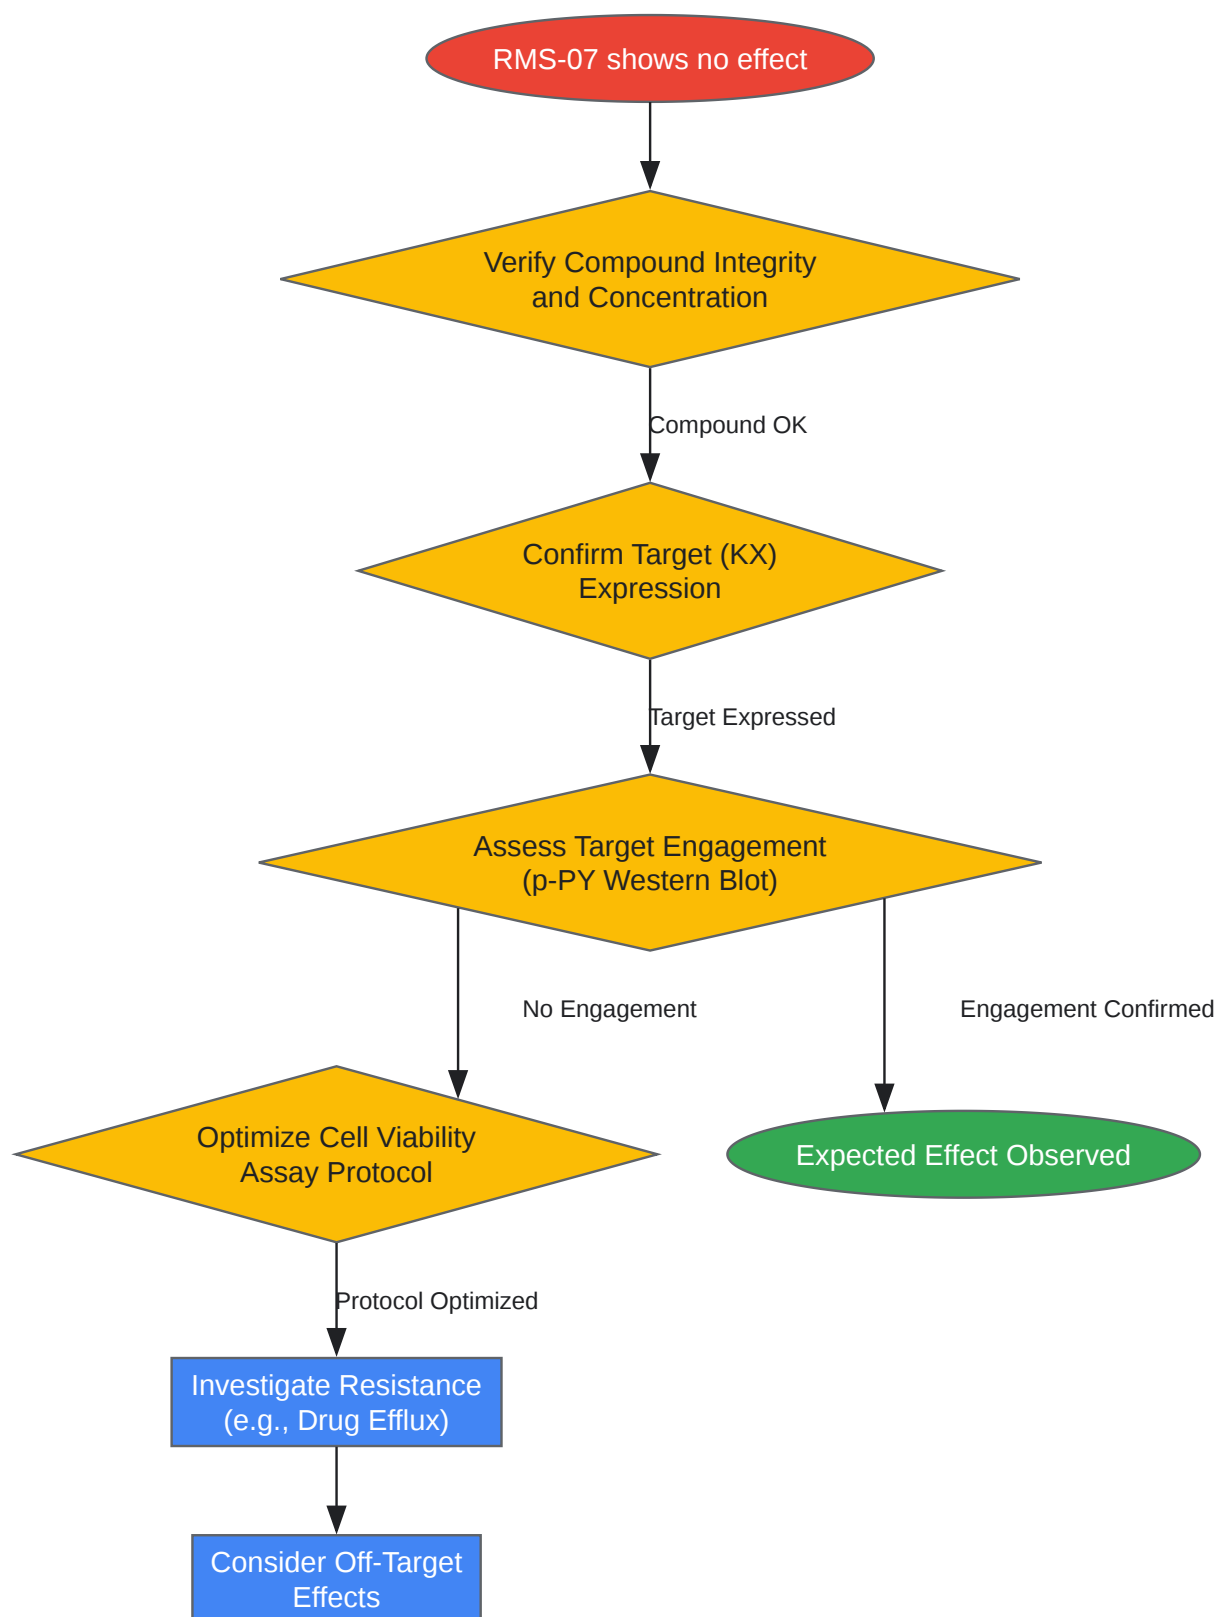 RMS-07 shows no effect
Verify Compound Integrity
and Concentration
Compound OK
Confirm Target (KX)
Expression
Target Expressed
Assess Target Engagement
(p-PY Western Blot)
No Engagement
Engagement Confirmed
Optimize Cell Viability
Assay Protocol
Expected Effect Observed
Protocol Optimized
Investigate Resistance
(e.g., Drug Efflux)
Consider Off-Target
Effects